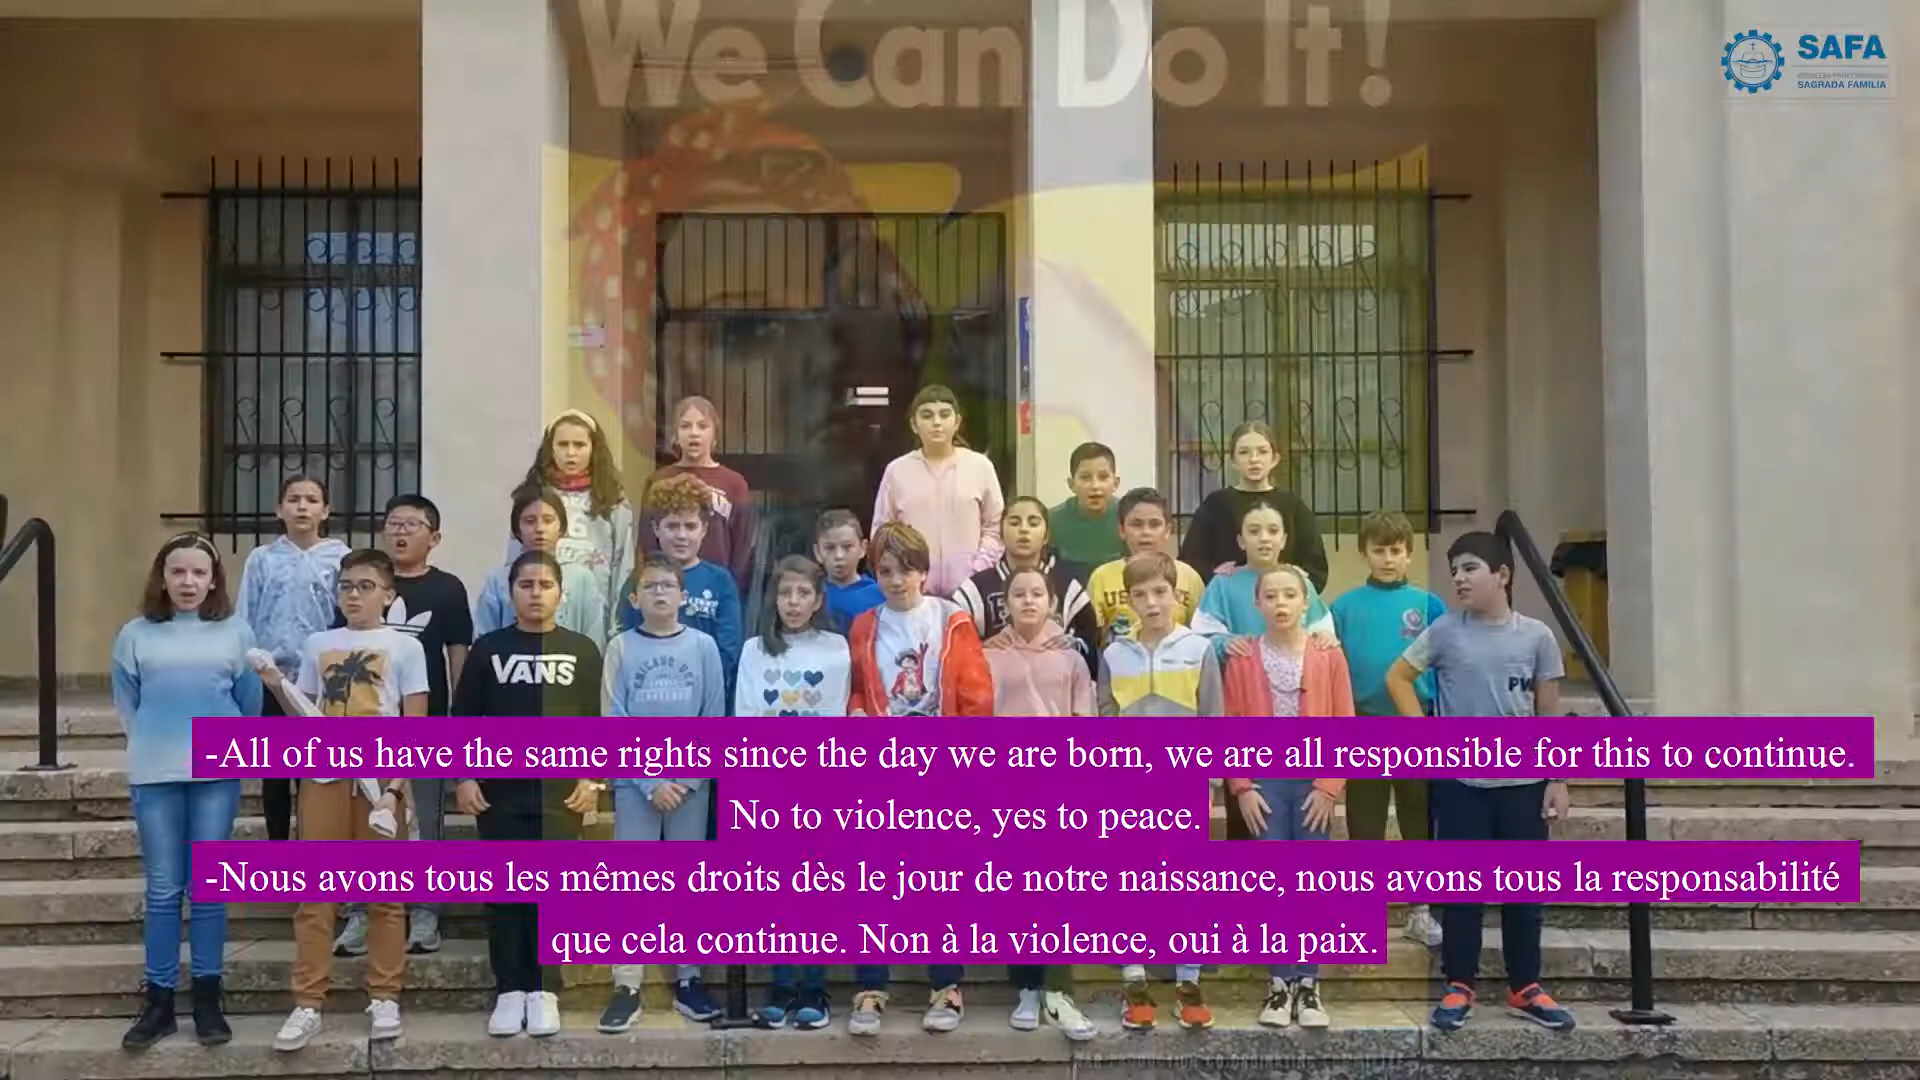 We Can Do It!
SAFA
SAGRADA FAMILIA
VANS
-All of us have the same rights since the day we are born, we are all responsible for this to continue.
No to violence, yes to peace.
-Nous avons tous les mêmes droits dès le jour de notre naissance, nous avons tous la responsabilité
que cela continue. Non à la violence, oui à la paix.